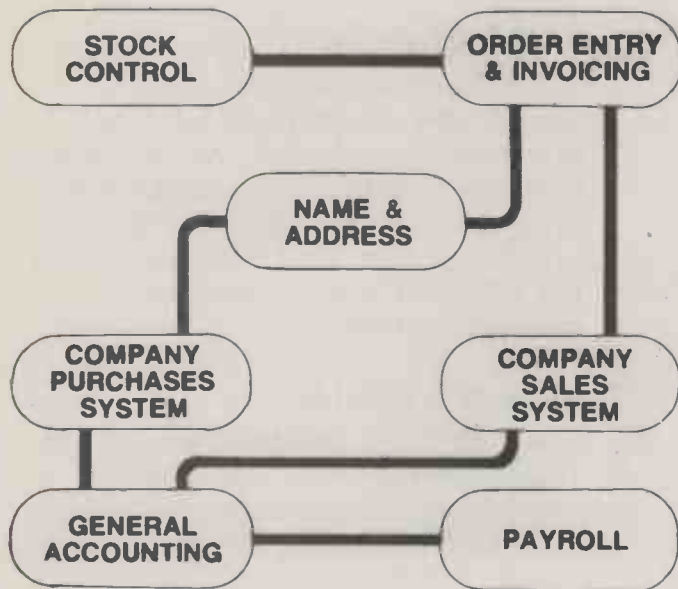 STOCK
CONTROL
ORDER ENTRY
& INVOICING
NAME &
ADDRESS
COMPANY
PURCHASES
SYSTEM
COMPANY
SALES
SYSTEM
GENERAL
ACCOUNTING
PAYROLL